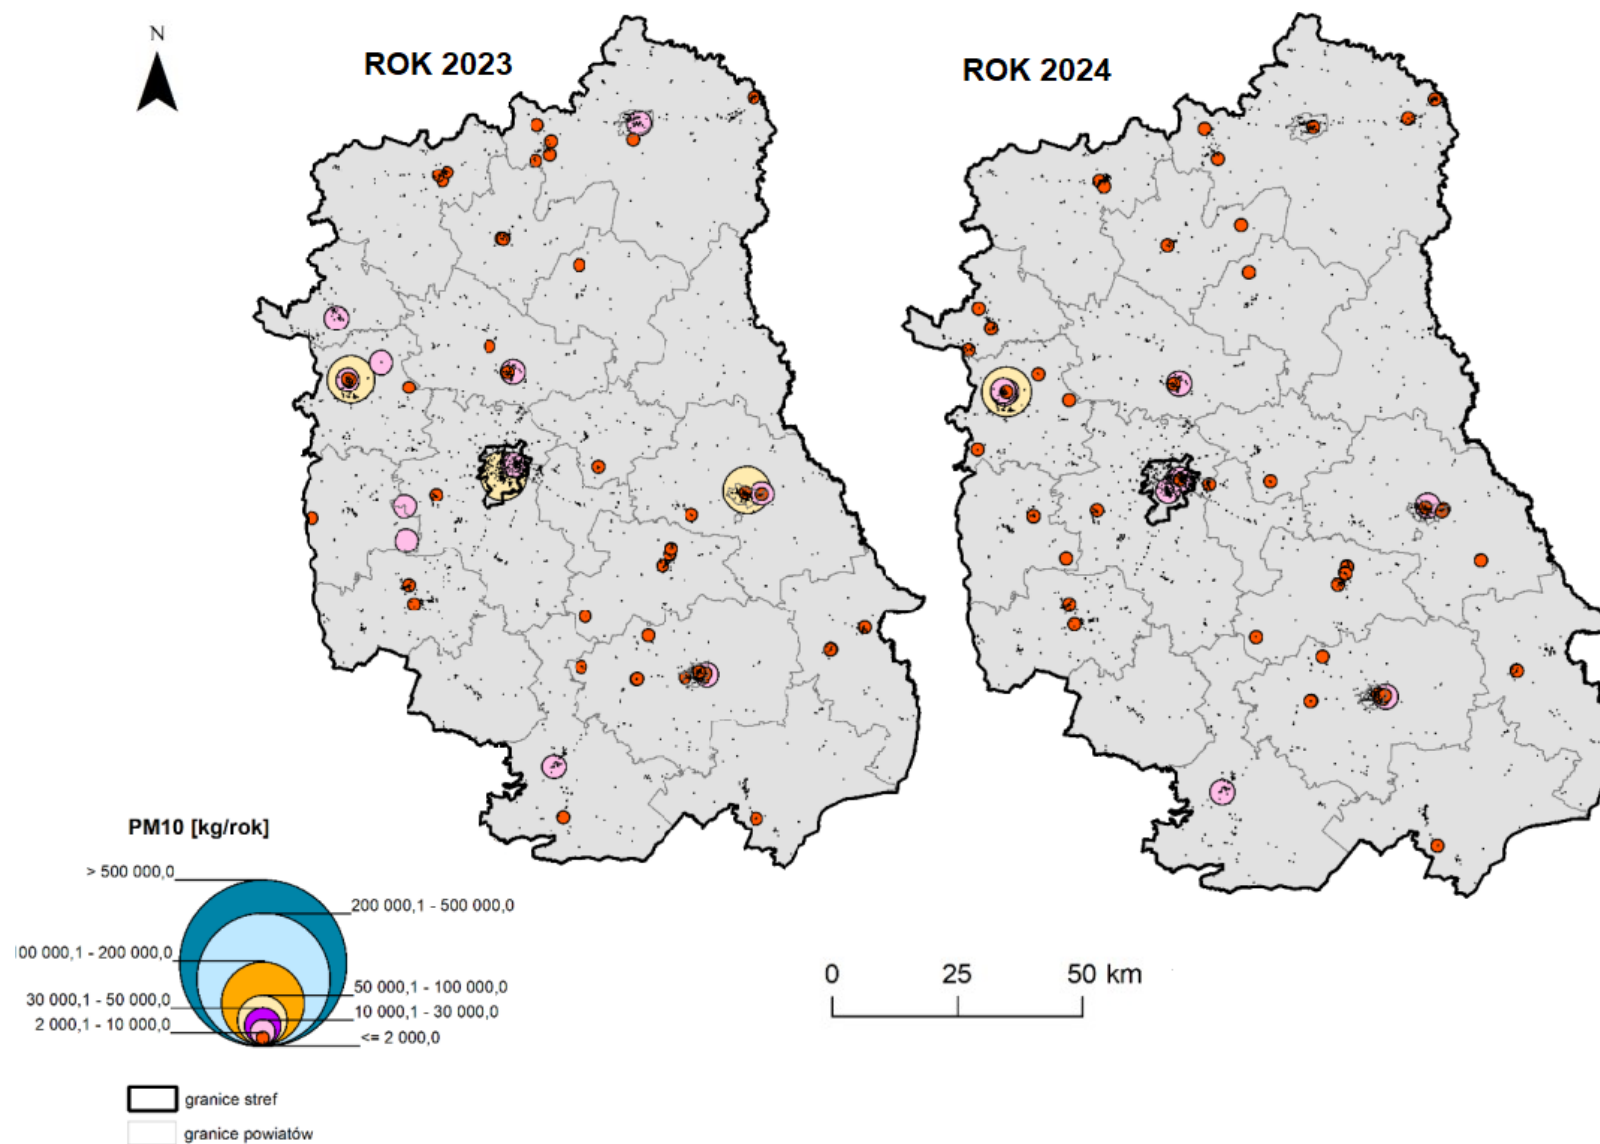 N
ROK 2023
ROK 2024
PM10 [kg/rok]
> 500 000,0
200 000,1 - 500 000,0
00 000,1 - 200 000,0
50 000,1 - 100 000,0
30 000,1 - 50 000,0
10 000,1 - 30 000,0
2 000,1 - 10 000,0
<= 2 000,0
0 25 50 km
granice stref
granice powiatów